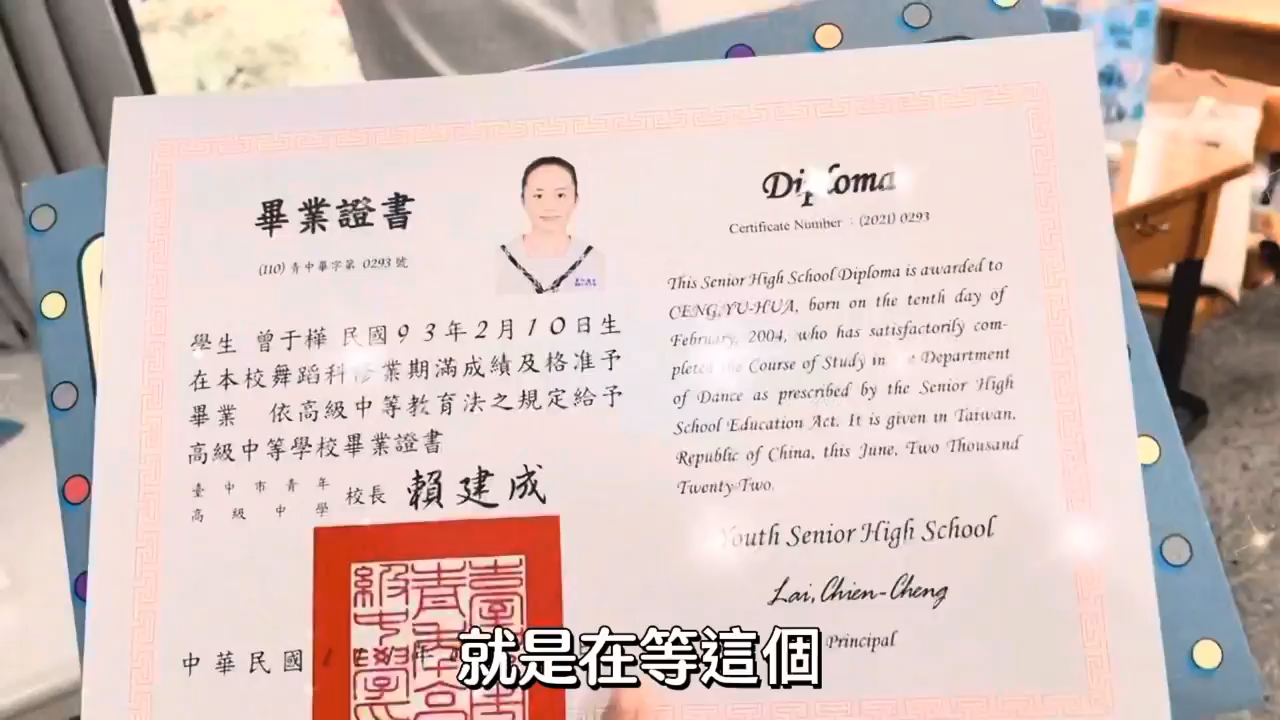 畢業證書
(110) 青中畢字第 0293 號
學生 曾于樺 民國93年2月10日生
在本校舞蹈科修業期滿成績及格准予
畢業 依高級中等教育法之規定給予
高級中等學校畢業證書
臺中市青年
高級中學
校長 賴建成
中華民國
Diploma
Certificate Number : (2021) 0293
This Senior High School Diploma is awarded to
CENG,YU-HUA, born on the tenth day of
February, 2004, who has satisfactorily com-
pleted the Course of Study in Department
of Dance as prescribed by the Senior High
School Education Act. It is given in Taiwan,
Republic of China, this June, Two Thousand
Twenty-Two.
Youth Senior High School
Lai, Chien-Cheng
Principal
就是在等這個